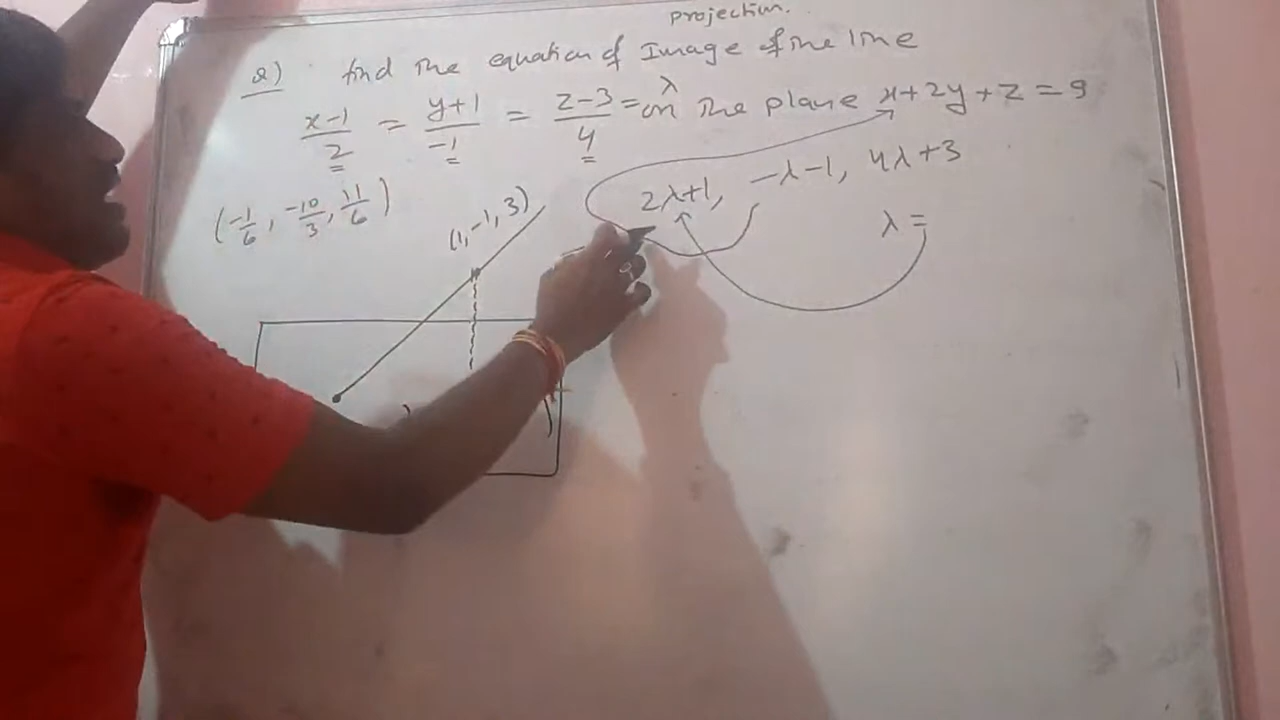 projection.
Q) find the equation of Image of the line
x-1/2 = y+1/-1 = z-3/4 = λ on the plane x+2y+z=9
2λ+1, -λ-1, 4λ+3
(-1/6, -10/3, 11/6)
(1,-1,3)
λ =